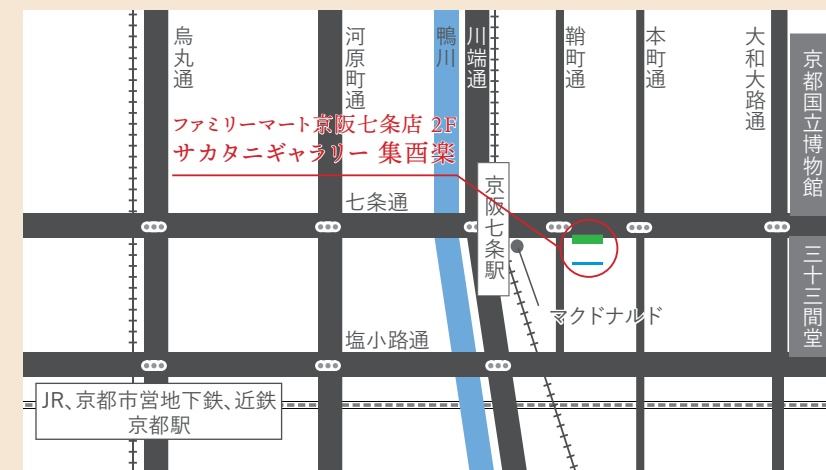 烏丸通
河原町通
鴨川
川端通
鞘町通
本町通
大和大路通
京都国立博物館
ファミリーマート京阪七条店 2F
サカタニギャラリー 集酉楽
七条通
京阪七条駅
三十三間堂
マクドナルド
塩小路通
JR、京都市営地下鉄、近鉄
京都駅